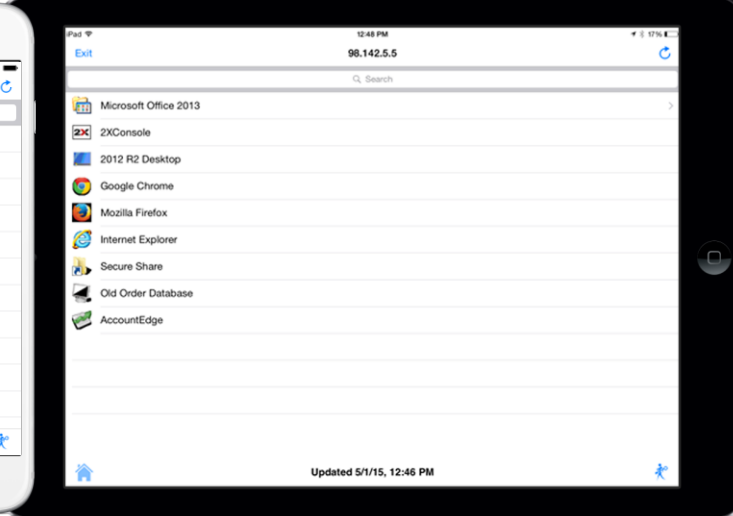 iPad 12:48 PM 17%
Exit 98.142.5.5
Search
Microsoft Office 2013
2X 2XConsole
2012 R2 Desktop
Google Chrome
Mozilla Firefox
Internet Explorer
Secure Share
Old Order Database
AccountEdge
Updated 5/1/15, 12:46 PM